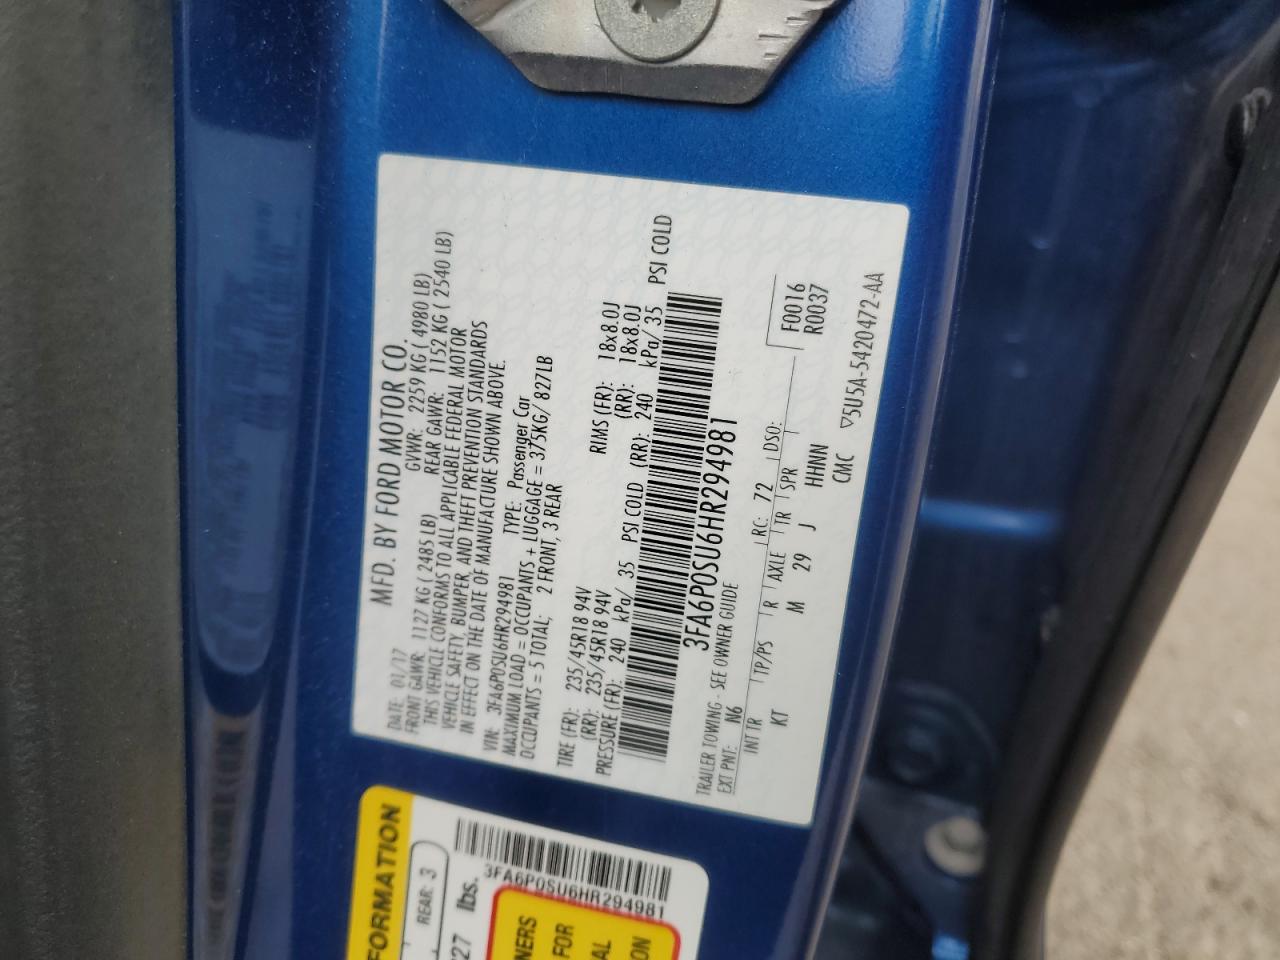 MFD. BY FORD MOTOR CO.
DATE: 01/17 GVWR: 2259 KG ( 4980 LB)
FRONT GAWR: 1127 KG ( 2485 LB) REAR GAWR: 1152 KG ( 2540 LB)
THIS VEHICLE CONFORMS TO ALL APPLICABLE FEDERAL MOTOR
VEHICLE SAFETY, BUMPER, AND THEFT PREVENTION STANDARDS
IN EFFECT ON THE DATE OF MANUFACTURE SHOWN ABOVE.
VIN: 3FA6P0SU6HR294981 TYPE: Passenger Car
MAXIMUM LOAD = OCCUPANTS + LUGGAGE = 375KG/ 827LB
OCCUPANTS = 5 TOTAL; 2 FRONT, 3 REAR
TIRE (FR): 235/45R18 94V RIMS (FR): 18x8.0J
(RR): 235/45R18 94V (RR): 18x8.0J
PRESSURE (FR): 240 kPa/ 35 PSI COLD (RR): 240 kPa/ 35 PSI COLD
3FA6P0SU6HR294981
TRAILER TOWING SEE OWNER GUIDE
EXT PNT: N6 RC: 72 DSO:
INT TR TP/PS R AXLE TR SPR
KT M 29 J HHNN
F0016
R0037
CMC ▽5U5A-5420472-AA
FORMATION
REAR: 3
27 lbs.
3FA6P0SU6HR294981
NERS
FOR
AL
ON